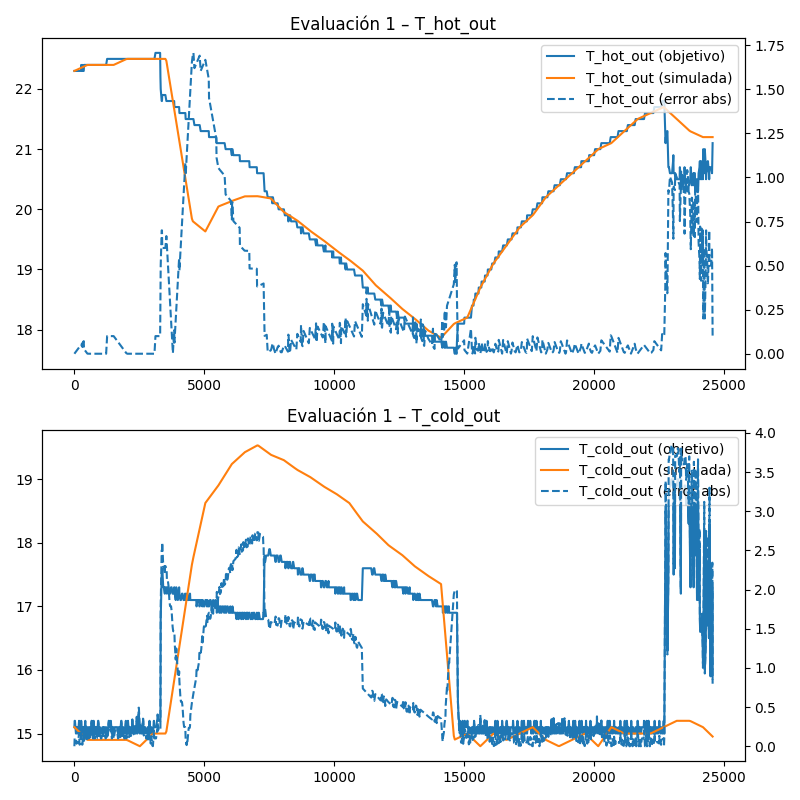 Evaluación 1 – T_hot_out
T_hot_out (objetivo)
T_hot_out (simulada)
T_hot_out (error abs)
22
21
20
19
18
1.75
1.50
1.25
1.00
0.75
0.50
0.25
0.00
0 5000 10000 15000 20000 25000
Evaluación 1 – T_cold_out
T_cold_out (objetivo)
T_cold_out (simulada)
T_cold_out (error abs)
19
18
17
16
15
4.0
3.5
3.0
2.5
2.0
1.5
1.0
0.5
0.0
0 5000 10000 15000 20000 25000